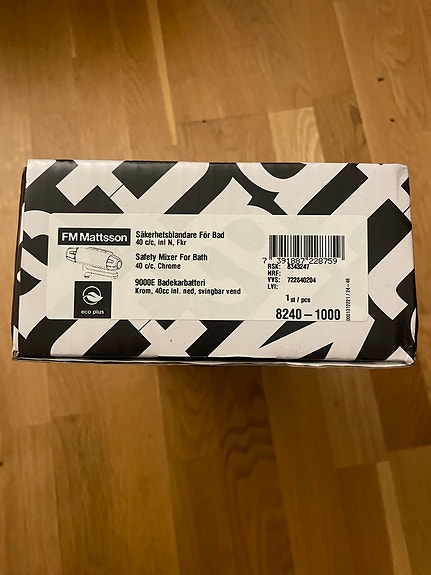 FM Mattsson
eco plus
Säkerhetsblandare För Bad
40 c/c, inl N, Fkr
Safety Mixer For Bath
40 c/c, Chrome
9000E Badekarbatteri
Krom, 40cc inl. ned, svingbar vend
7 391887 228759
RSK: 8343247
NRF:
VVS: 722840204
LVI:
1 st / pcs
8240-1000